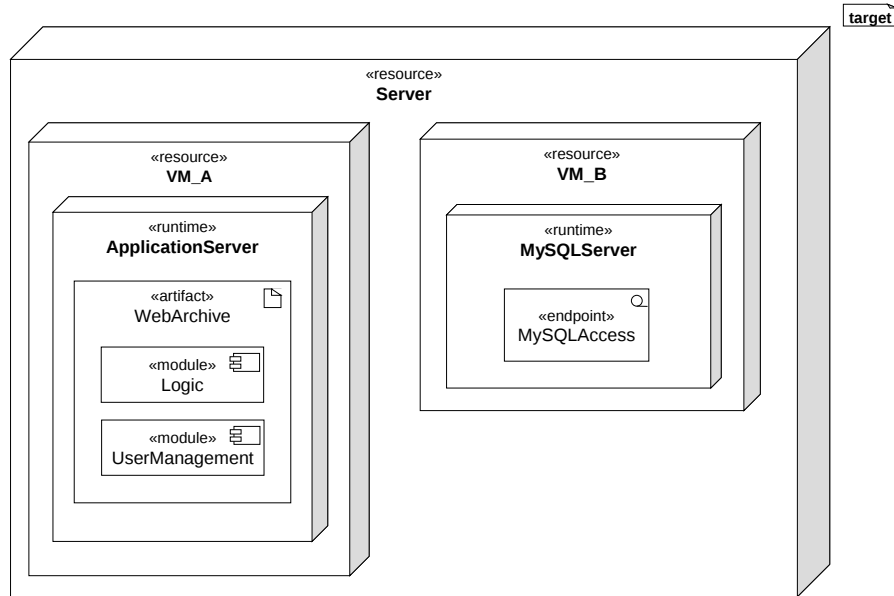 target
«resource»
Server
«resource»
VM_A
«runtime»
ApplicationServer
«artifact»
WebArchive
«module»
Logic
«module»
UserManagement
«resource»
VM_B
«runtime»
MySQLServer
«endpoint»
MySQLAccess